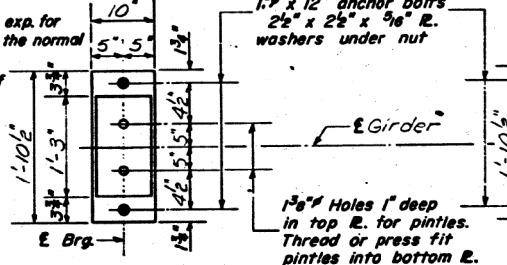 exp. for
the normal
10"
5" 5"
1¾"
x 12" anchor bolts
2½" x 2½" x 5/16" ℞.
washers under nut
1'-10½"
3¾"
1'-3"
3¾"
4½"
5"
5"
4½"
1¾"
℄ Girder
1'-10½"
℄ Brg.
1⅜"ø Holes 1" deep
in top ℞. for pintles.
Thread or press fit
pintles into bottom ℞.